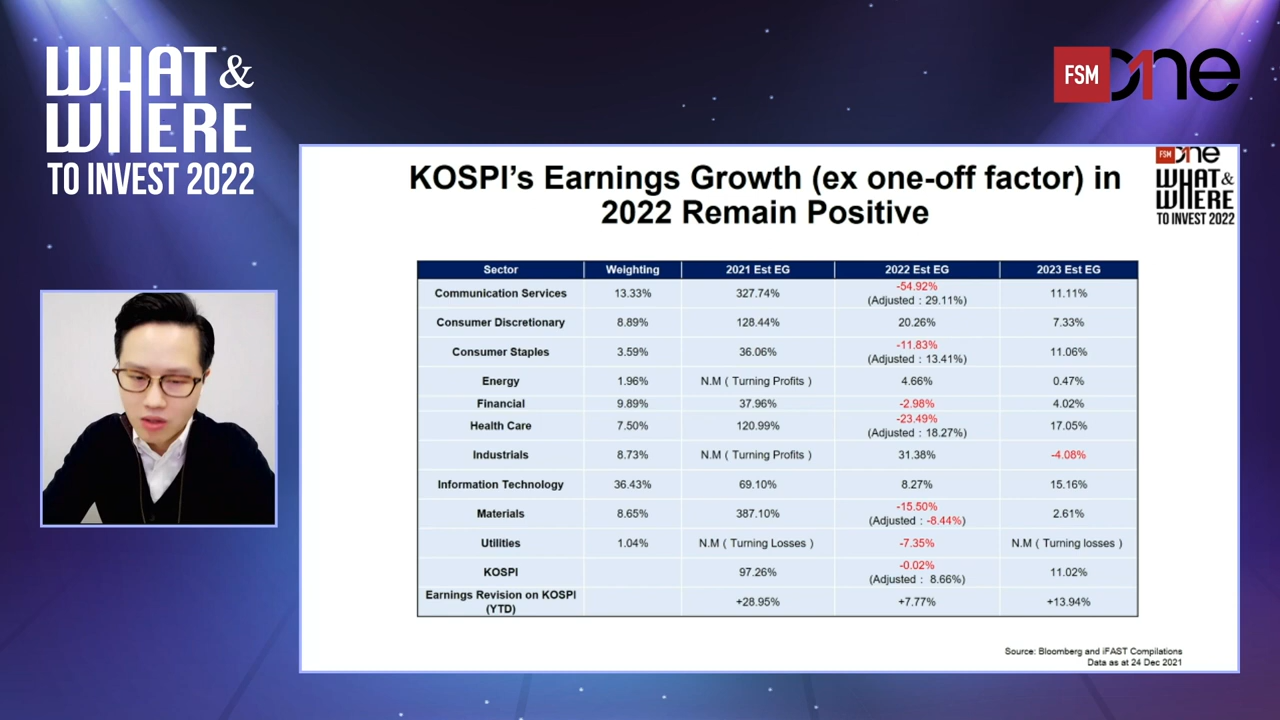 WHAT &
WHERE
TO INVEST 2022
FSM One
FSM One
WHAT &
WHERE
TO INVEST 2022
KOSPI’s Earnings Growth (ex one-off factor) in
2022 Remain Positive
Sector Weighting 2021 Est EG 2022 Est EG 2023 Est EG
Communication Services 13.33% 327.74% -54.92% (Adjusted : 29.11%) 11.11%
Consumer Discretionary 8.89% 128.44% 20.26% 7.33%
Consumer Staples 3.59% 36.06% -11.83% (Adjusted : 13.41%) 11.06%
Energy 1.96% N.M ( Turning Profits ) 4.66% 0.47%
Financial 9.89% 37.96% -2.98% 4.02%
Health Care 7.50% 120.99% -23.49% (Adjusted : 18.27%) 17.05%
Industrials 8.73% N.M ( Turning Profits ) 31.38% -4.08%
Information Technology 36.43% 69.10% 8.27% 15.16%
Materials 8.65% 387.10% -15.50% (Adjusted : -8.44%) 2.61%
Utilities 1.04% N.M ( Turning Losses ) -7.35% N.M ( Turning losses )
KOSPI 97.26% -0.02% (Adjusted : 8.66%) 11.02%
Earnings Revision on KOSPI (YTD) +28.95% +7.77% +13.94%
Source: Bloomberg and iFAST Compilations
Data as at 24 Dec 2021